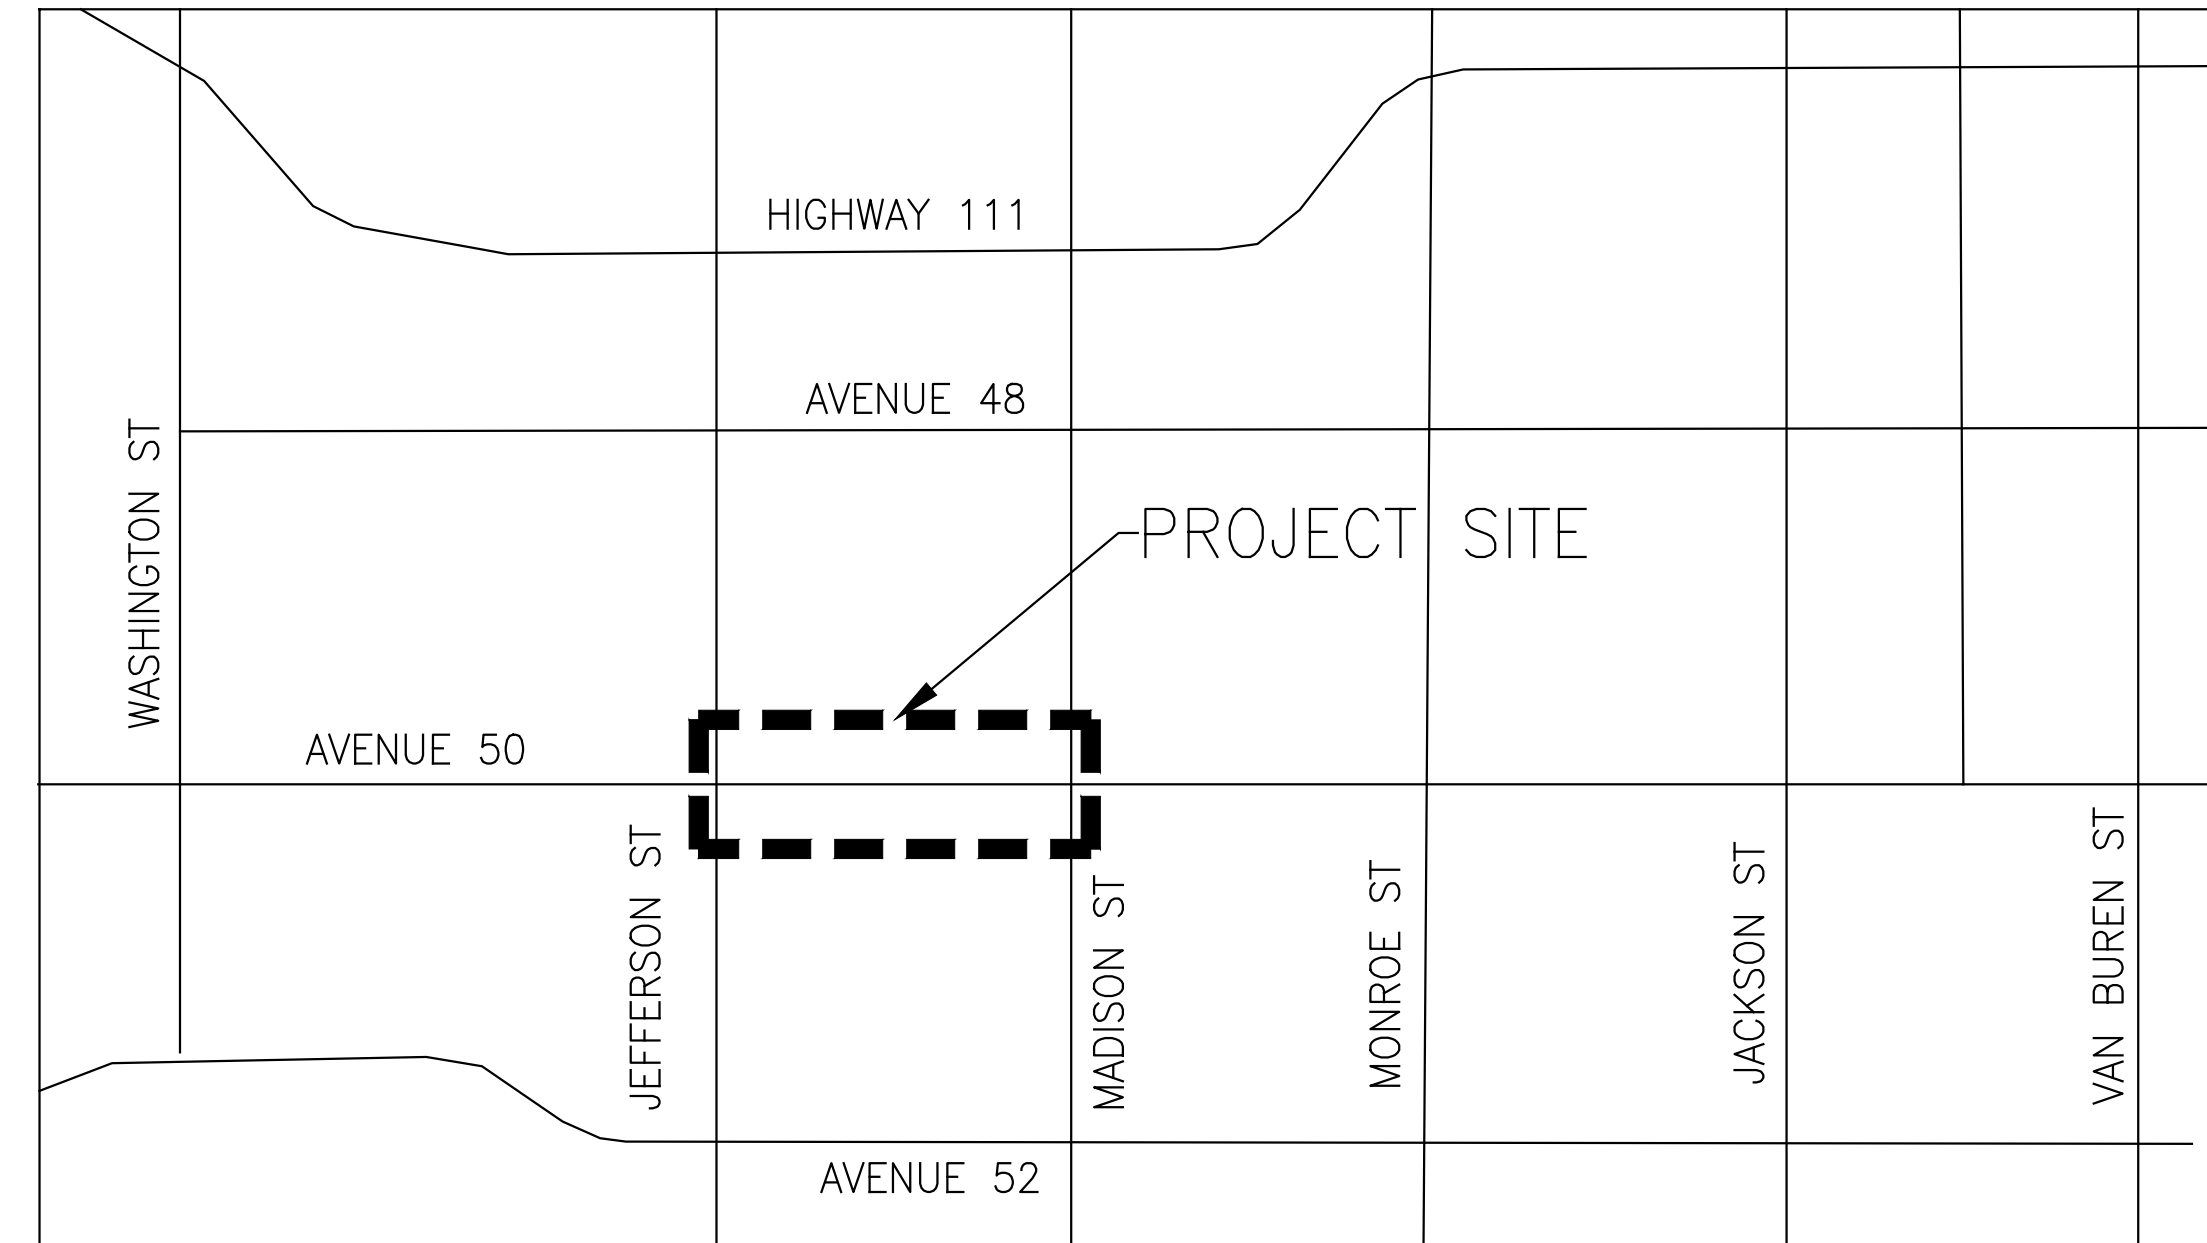 HIGHWAY 111
AVENUE 48
WASHINGTON ST
PROJECT SITE
AVENUE 50
JEFFERSON ST
MADISON ST
MONROE ST
JACKSON ST
VAN BUREN ST
AVENUE 52